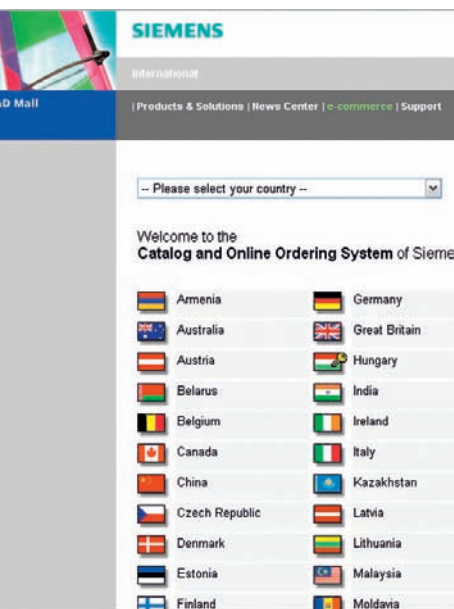 SIEMENS
International
D Mall
| Products & Solutions | News Center | e-commerce | Support
-- Please select your country --
Welcome to the
Catalog and Online Ordering System of Sieme
Armenia
Germany
Australia
Great Britain
Austria
Hungary
Belarus
India
Belgium
Ireland
Canada
Italy
China
Kazakhstan
Czech Republic
Latvia
Denmark
Lithuania
Estonia
Malaysia
Finland
Moldavia